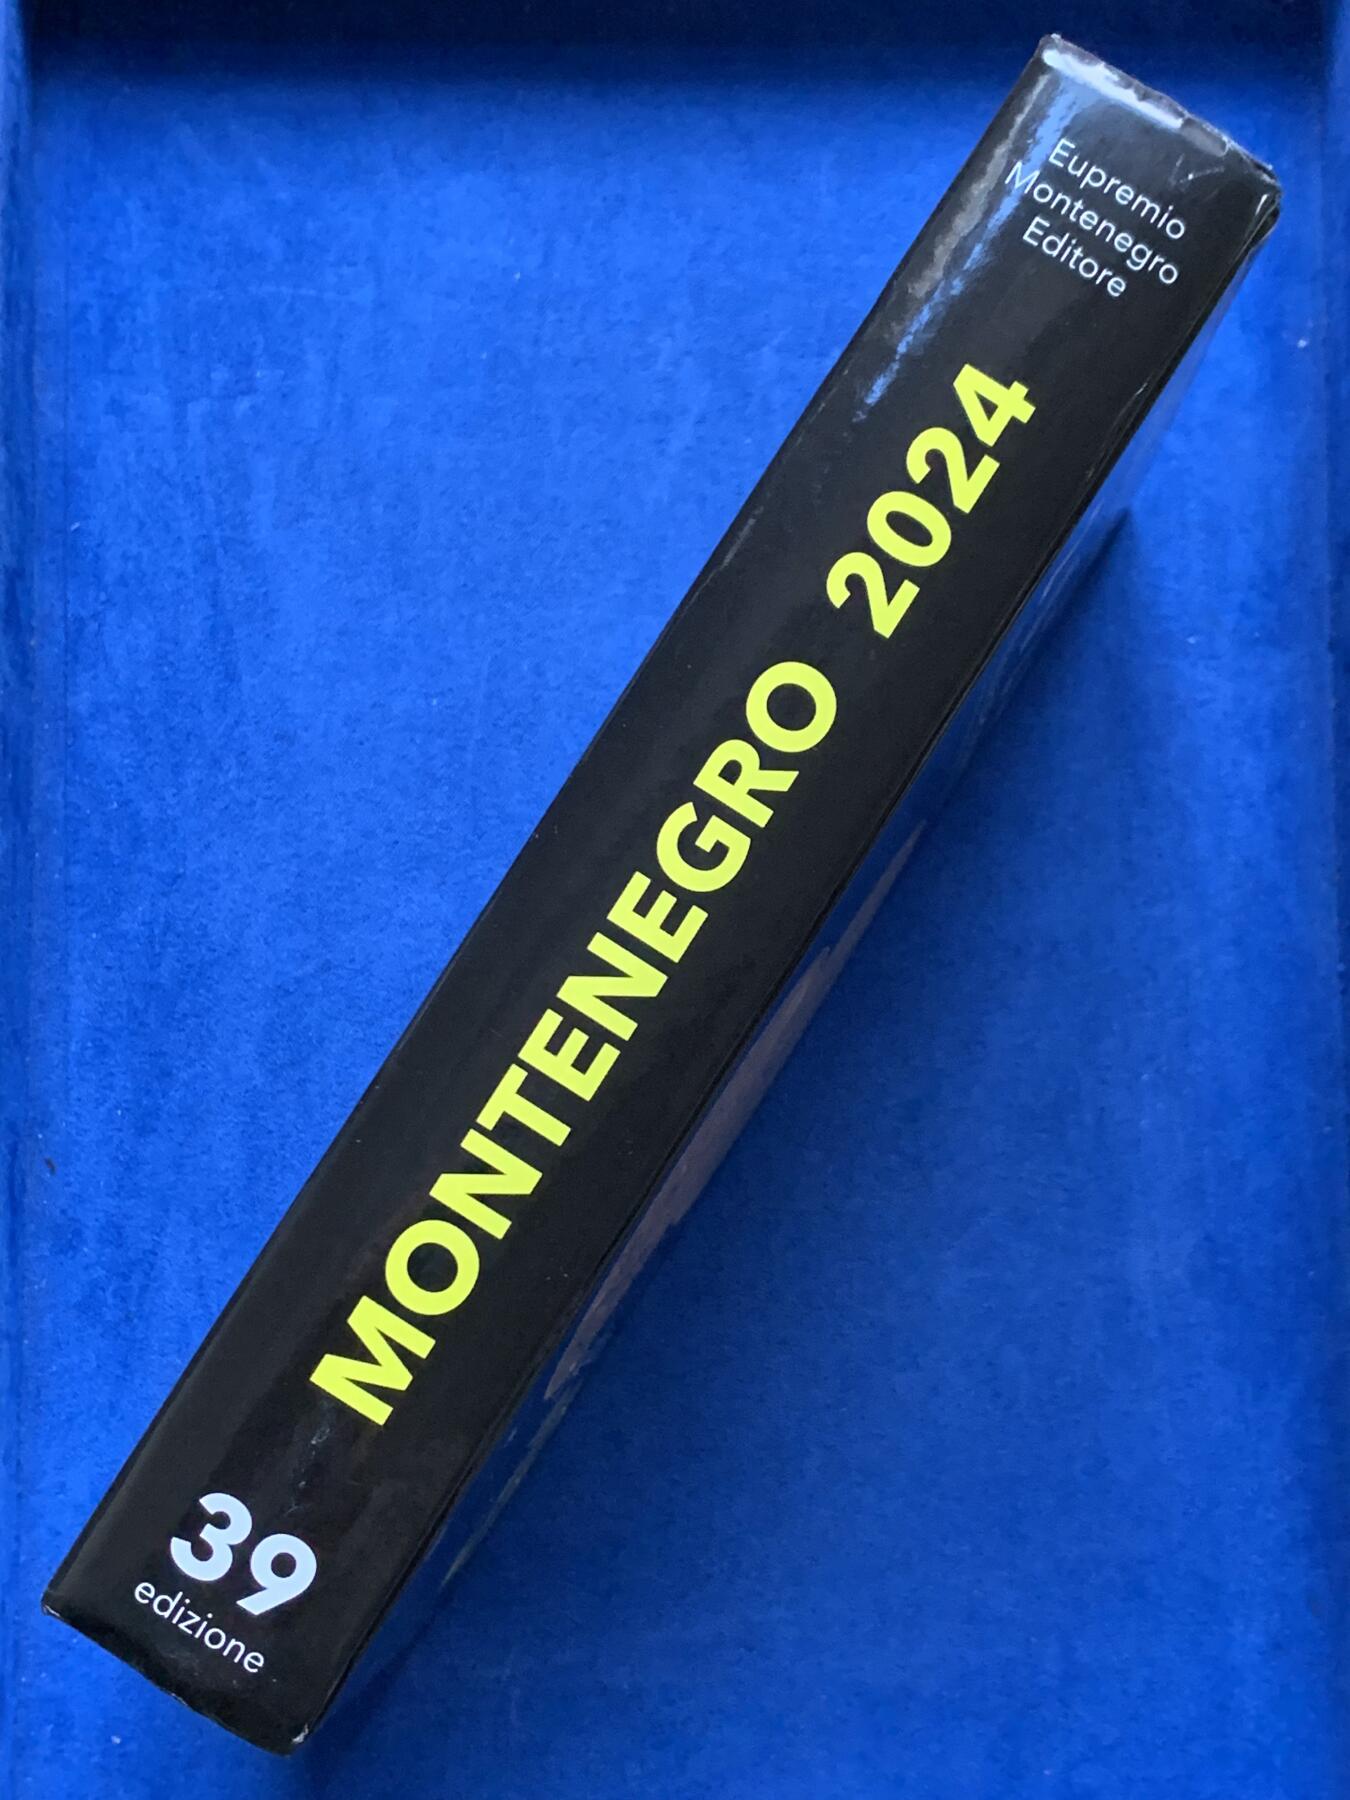 Eupremio
Montenegro
Editore
MONTENEGRO 2024
39
edizione